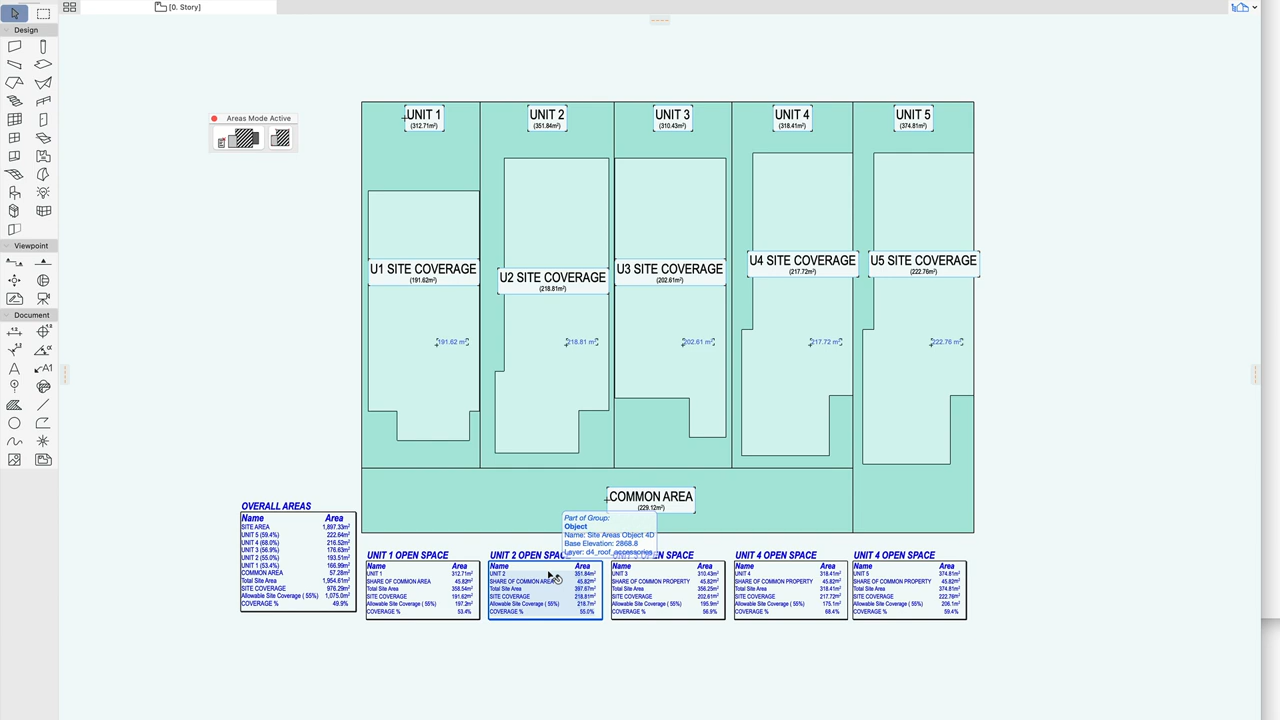 [0. Story]
Design
Viewpoint
Document
A
A1
Areas Mode Active
UNIT 1
(312.71m²)
UNIT 2
(351.84m²)
UNIT 3
(310.43m²)
UNIT 4
(318.41m²)
UNIT 5
(374.81m²)
U1 SITE COVERAGE
(191.62m²)
U2 SITE COVERAGE
(218.81m²)
U3 SITE COVERAGE
(202.61m²)
U4 SITE COVERAGE
(217.72m²)
U5 SITE COVERAGE
(222.76m²)
191.62 m²
218.81 m²
202.61 m²
217.72 m²
222.76 m²
COMMON AREA
(229.12m²)
Part of Group:
Object
Name: Site Areas Object 4D
Base Elevation: 2868.8
Layer: d4_roof_accessories
OVERALL AREAS
Name Area
SITE AREA 1,897.33m²
UNIT 5 (59.4%) 222.64m²
UNIT 4 (68.0%) 216.52m²
UNIT 3 (56.9%) 176.63m²
UNIT 2 (55.0%) 193.51m²
UNIT 1 (53.4%) 166.99m²
COMMON AREA 57.28m²
Total Site Area 1,954.61m²
SITE COVERAGE 976.29m²
Allowable Site Coverage ( 55%) 1,075.0m²
COVERAGE % 49.9%
UNIT 1 OPEN SPACE
Name Area
UNIT 1 312.71m²
SHARE OF COMMON AREA 45.82m²
Total Site Area 358.54m²
SITE COVERAGE 191.62m²
Allowable Site Coverage ( 55%) 197.2m²
COVERAGE % 53.4%
UNIT 2 OPEN SPACE
Name Area
UNIT 2 351.84m²
SHARE OF COMMON AREA 45.82m²
Total Site Area 397.67m²
SITE COVERAGE 218.81m²
Allowable Site Coverage ( 55%) 218.7m²
COVERAGE % 55.0%
UNIT 3 OPEN SPACE
Name Area
UNIT 3 310.43m²
SHARE OF COMMON PROPERTY 45.82m²
Total Site Area 356.25m²
SITE COVERAGE 202.61m²
Allowable Site Coverage ( 55%) 195.9m²
COVERAGE % 56.9%
UNIT 4 OPEN SPACE
Name Area
UNIT 4 318.41m²
SHARE OF COMMON PROPERTY 45.82m²
Total Site Area 318.41m²
SITE COVERAGE 217.72m²
Allowable Site Coverage ( 55%) 175.1m²
COVERAGE % 68.4%
UNIT 4 OPEN SPACE
Name Area
UNIT 5 374.81m²
SHARE OF COMMON PROPERTY 45.82m²
Total Site Area 374.81m²
SITE COVERAGE 222.76m²
Allowable Site Coverage ( 55%) 206.1m²
COVERAGE % 59.4%